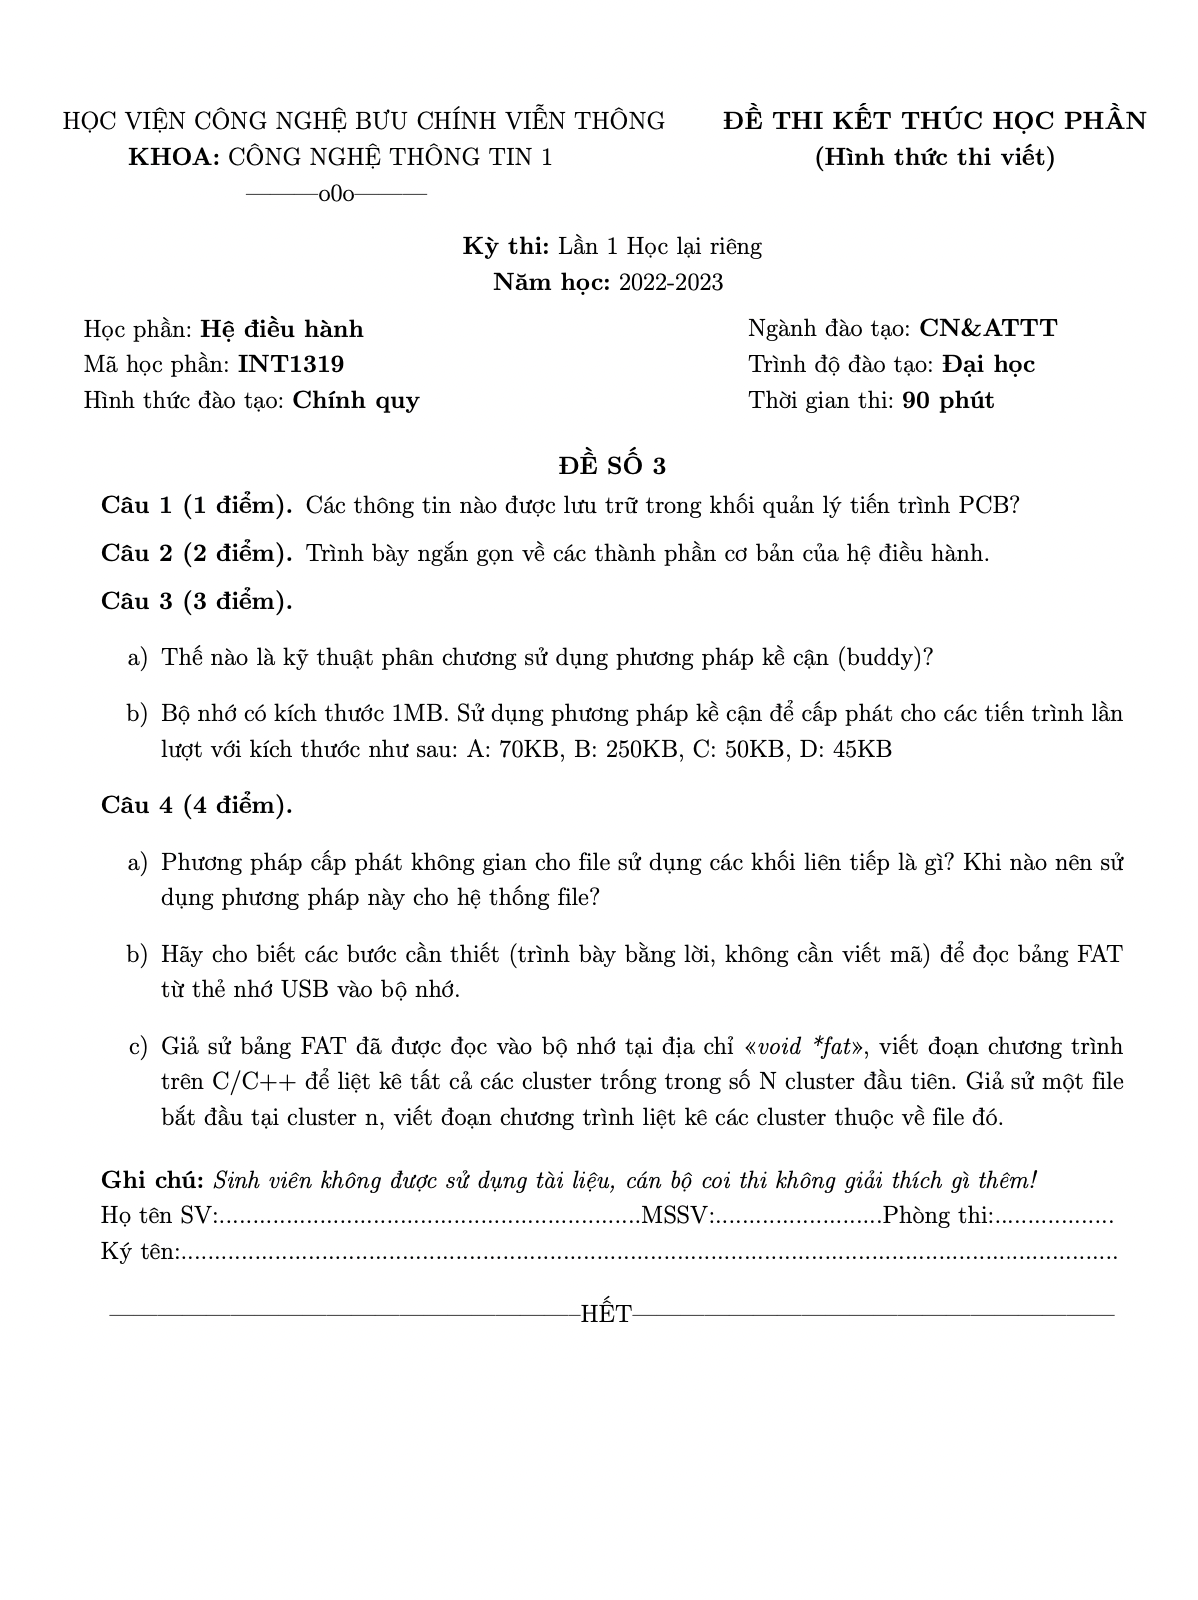 HỌC VIỆN CÔNG NGHỆ BƯU CHÍNH VIỄN THÔNG
KHOA: CÔNG NGHỆ THÔNG TIN 1
———o0o———
ĐỀ THI KẾT THÚC HỌC PHẦN
(Hình thức thi viết)
Kỳ thi: Lần 1 Học lại riêng
Năm học: 2022-2023
Học phần: Hệ điều hành
Mã học phần: INT1319
Hình thức đào tạo: Chính quy
Ngành đào tạo: CN&ATTT
Trình độ đào tạo: Đại học
Thời gian thi: 90 phút
ĐỀ SỐ 3
Câu 1 (1 điểm). Các thông tin nào được lưu trữ trong khối quản lý tiến trình PCB?
Câu 2 (2 điểm). Trình bày ngắn gọn về các thành phần cơ bản của hệ điều hành.
Câu 3 (3 điểm).
a) Thế nào là kỹ thuật phân chương sử dụng phương pháp kề cận (buddy)?
b) Bộ nhớ có kích thước 1MB. Sử dụng phương pháp kề cận để cấp phát cho các tiến trình lần
lượt với kích thước như sau: A: 70KB, B: 250KB, C: 50KB, D: 45KB
Câu 4 (4 điểm).
a) Phương pháp cấp phát không gian cho file sử dụng các khối liên tiếp là gì? Khi nào nên sử
dụng phương pháp này cho hệ thống file?
b) Hãy cho biết các bước cần thiết (trình bày bằng lời, không cần viết mã) để đọc bảng FAT
từ thẻ nhớ USB vào bộ nhớ.
c) Giả sử bảng FAT đã được đọc vào bộ nhớ tại địa chỉ «void *fat», viết đoạn chương trình
trên C/C++ để liệt kê tất cả các cluster trống trong số N cluster đầu tiên. Giả sử một file
bắt đầu tại cluster n, viết đoạn chương trình liệt kê các cluster thuộc về file đó.
Ghi chú: Sinh viên không được sử dụng tài liệu, cán bộ coi thi không giải thích gì thêm!
Họ tên SV:...............................................................MSSV:.........................Phòng thi:..................
Ký tên:............................................................................................................................................
————————————————————HẾT————————————————————